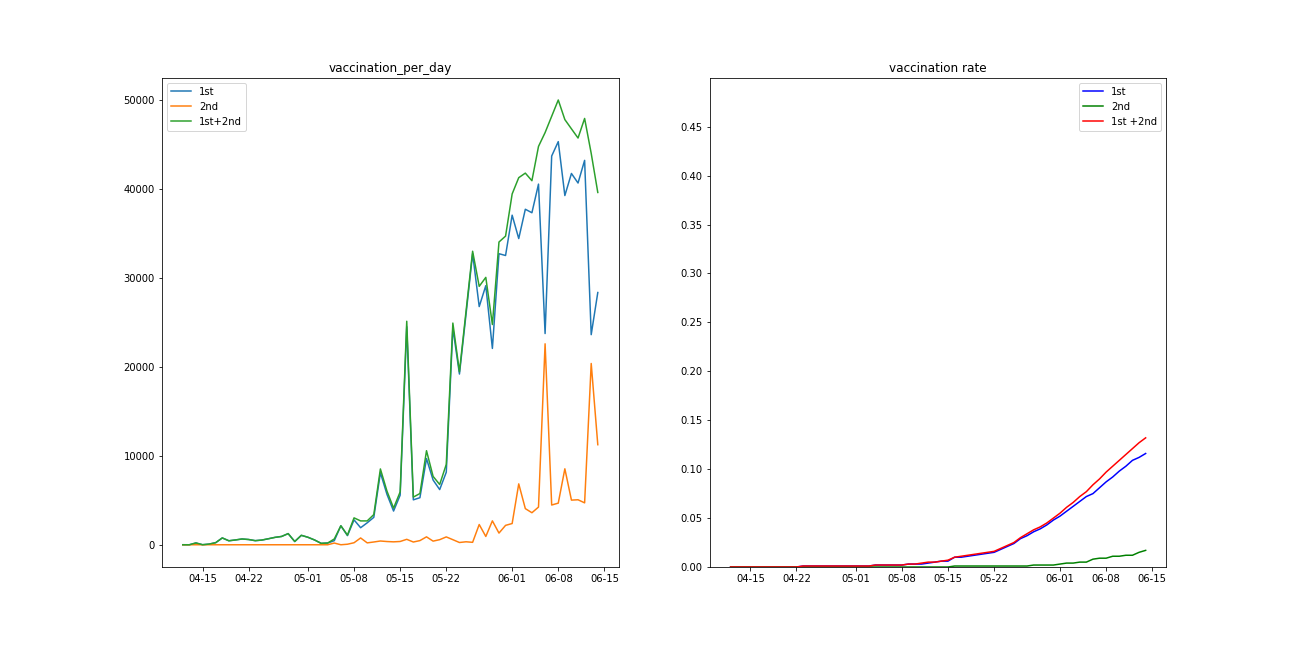 vaccination_per_day
1st
2nd
1st+2nd
50000
40000
30000
20000
10000
0
04-15 04-22 05-01 05-08 05-15 05-22 06-01 06-08 06-15
vaccination rate
1st
2nd
1st +2nd
0.45
0.40
0.35
0.30
0.25
0.20
0.15
0.10
0.05
0.00
04-15 04-22 05-01 05-08 05-15 05-22 06-01 06-08 06-15